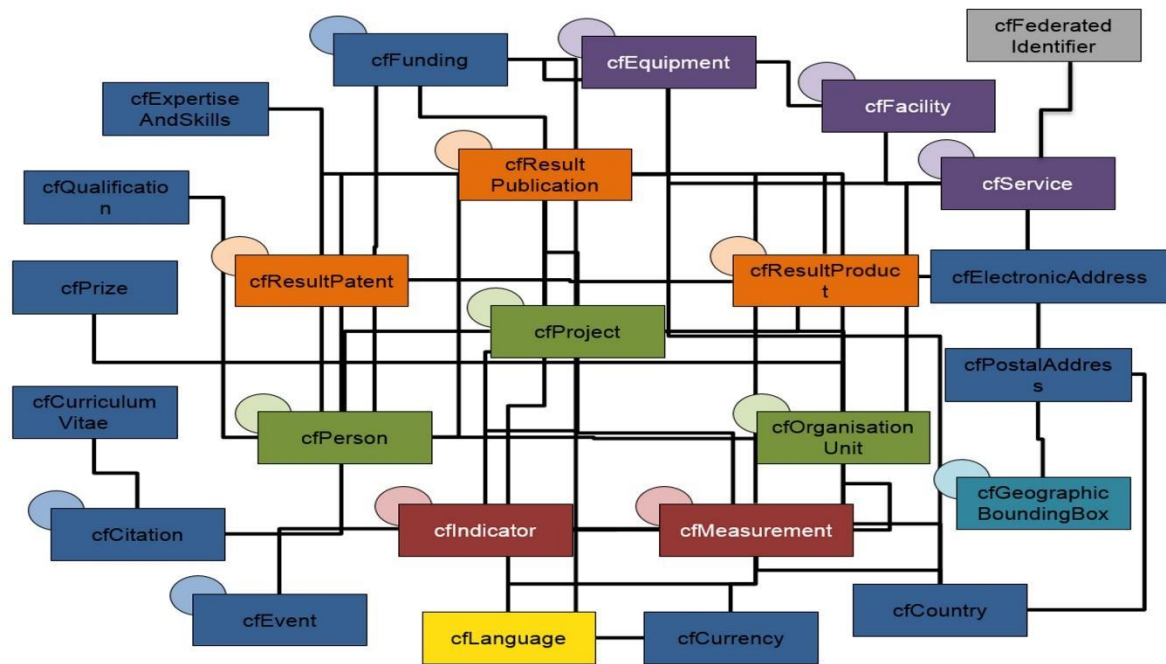 cfFunding
cfEquipment
cfFederated
Identifier
cfExpertise
AndSkills
cfFacility
cfResult
Publication
cfQualificatio
n
cfService
cfResultPatent
cfResultProduc
t
cfElectronicAddress
cfPrize
cfProject
cfPostalAddres
s
cfCurriculum
Vitae
cfPerson
cfOrganisation
Unit
cfGeographic
BoundingBox
cfCitation
cfIndicator
cfMeasurement
cfEvent
cfLanguage
cfCurrency
cfCountry